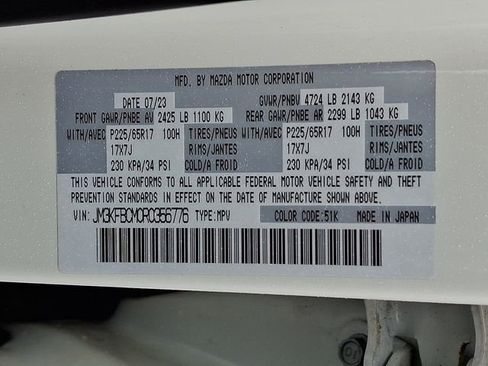 MFD. BY MAZDA MOTOR CORPORATION
DATE 07/23 GVWR/PNBV 4724 LB 2143 KG
FRONT GAWR/PNBE AV 2425 LB 1100 KG REAR GAWR/PNBE AR 2299 LB 1043 KG
WITH/AVEC P225/65R17 100H TIRES/PNEUS WITH/AVEC P225/65R17 100H TIRES/PNEUS
17X7J 17X7J
230 KPA/34 PSI COLD/A FROID 230 KPA/34 PSI COLD/A FROID
THIS VEHICLE CONFORMS TO ALL APPLICABLE FEDERAL MOTOR VEHICLE SAFETY AND THEFT
PREVENTION STANDARDS IN EFFECT ON THE DATE OF MANUFACTURE SHOWN ABOVE.
VIN: JM3KFBCM0R0356776 TYPE: MPV COLOR CODE: 51K MADE IN JAPAN